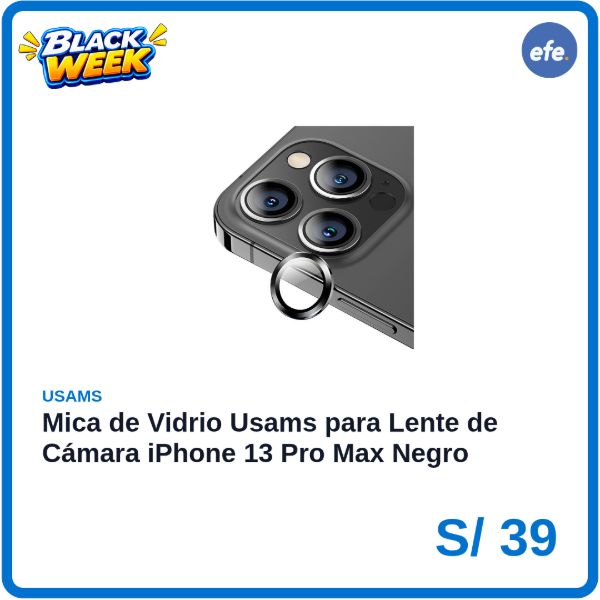 BLACK
WEEK
efe.
USAMS
Mica de Vidrio Usams para Lente de
Cámara iPhone 13 Pro Max Negro
S/ 39